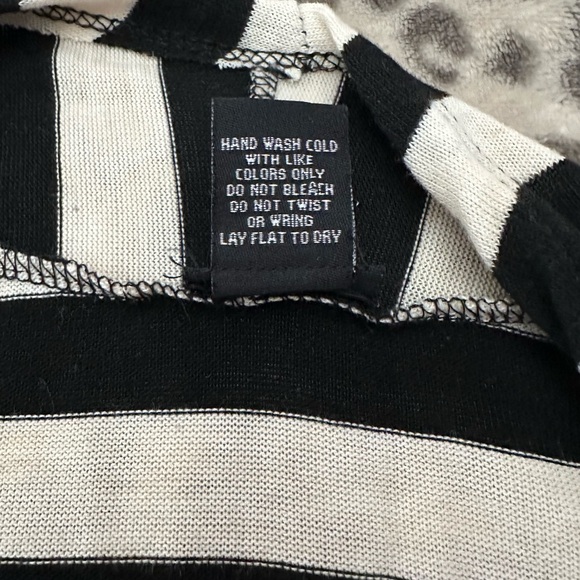 HAND WASH COLD
WITH LIKE
COLORS ONLY
DO NOT BLEACH
DO NOT TWIST
OR WRING
LAY FLAT TO DRY